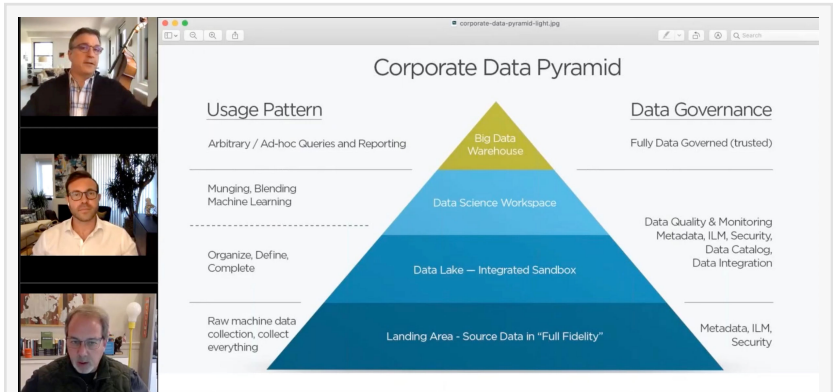 corporate-data-pyramid-light.jpg
Search
Corporate Data Pyramid
Usage Pattern
Data Governance
Arbitrary / Ad-hoc Queries and Reporting
Big Data
Warehouse
Fully Data Governed (trusted)
Munging, Blending
Machine Learning
Data Science Workspace
Data Quality & Monitoring
Metadata, ILM, Security,
Data Catalog,
Data Integration
Organize, Define,
Complete
Data Lake — Integrated Sandbox
Raw machine data
collection, collect
everything
Landing Area - Source Data in “Full Fidelity”
Metadata, ILM,
Security